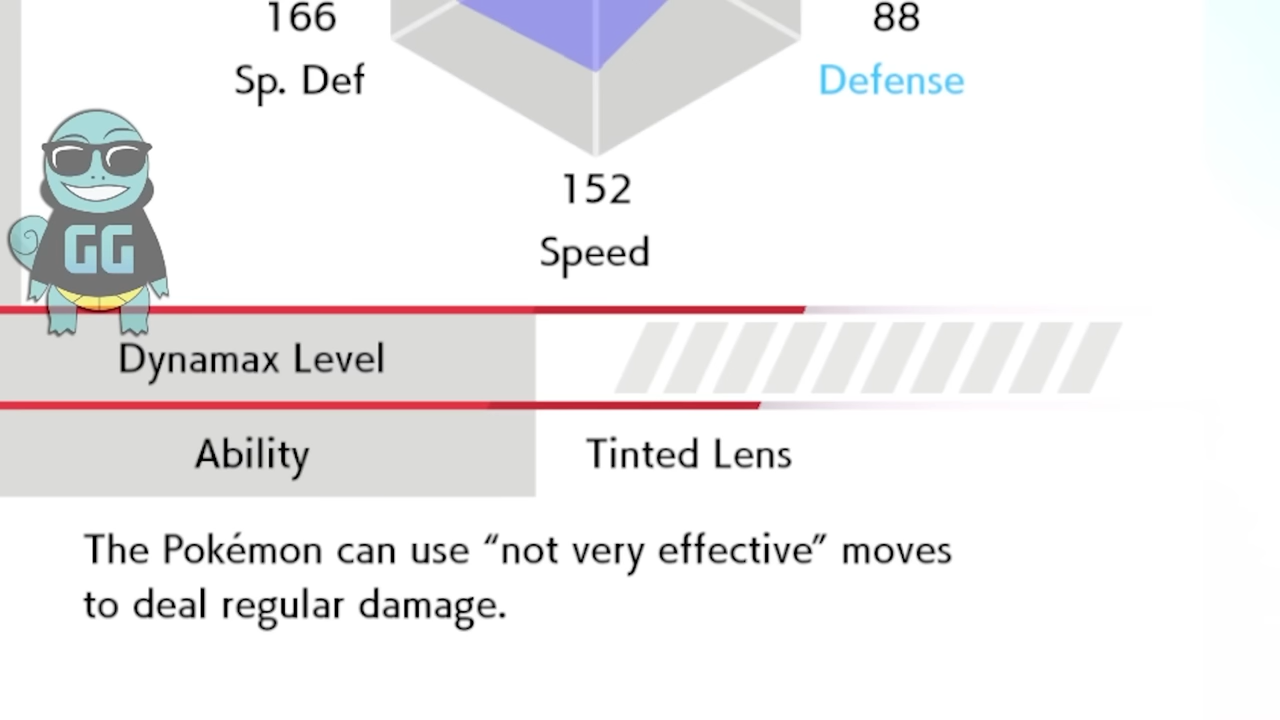 166
88
Sp. Def
Defense
GG
152
Speed
Dynamax Level
Ability
Tinted Lens
The Pokémon can use “not very effective” moves
to deal regular damage.